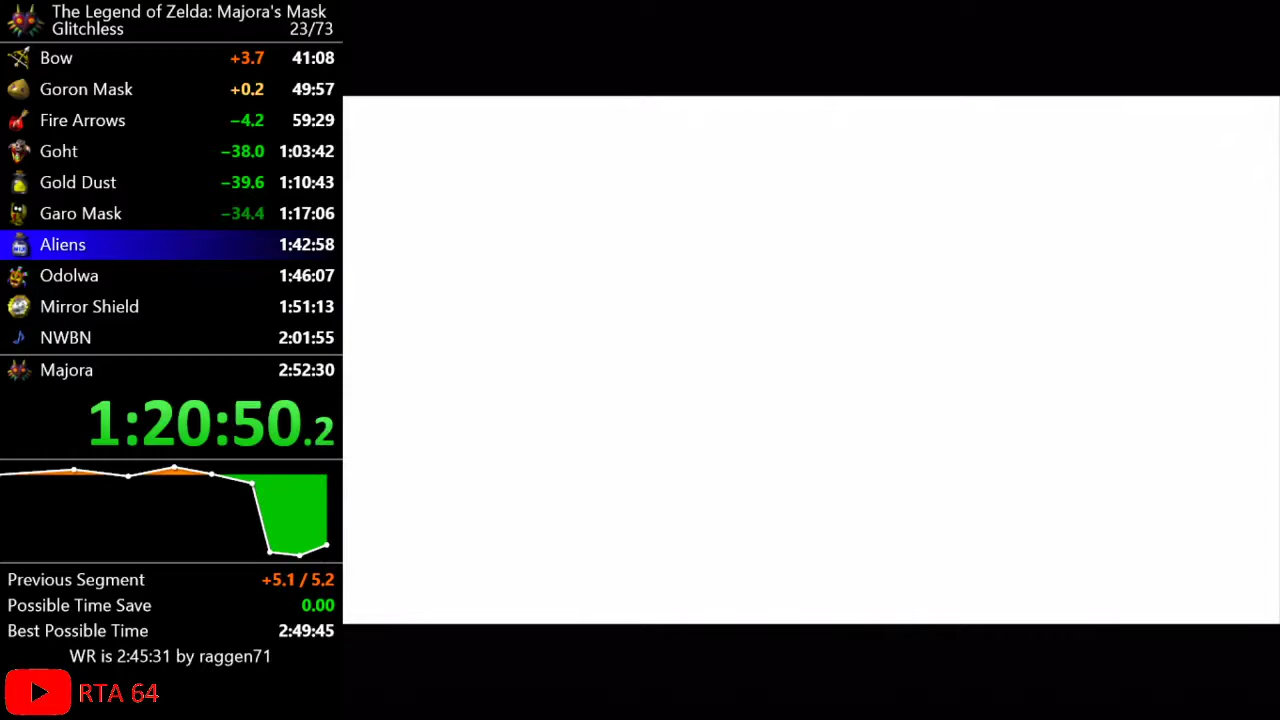 The Legend of Zelda: Majora's Mask
Glitchless 23/73
Bow +3.7 41:08
Goron Mask +0.2 49:57
Fire Arrows −4.2 59:29
Goht −38.0 1:03:42
Gold Dust −39.6 1:10:43
Garo Mask −34.4 1:17:06
Aliens 1:42:58
Odolwa 1:46:07
Mirror Shield 1:51:13
NWBN 2:01:55
Majora 2:52:30
1:20:50.2
Previous Segment +5.1 / 5.2
Possible Time Save 0.00
Best Possible Time 2:49:45
WR is 2:45:31 by raggen71
RTA 64